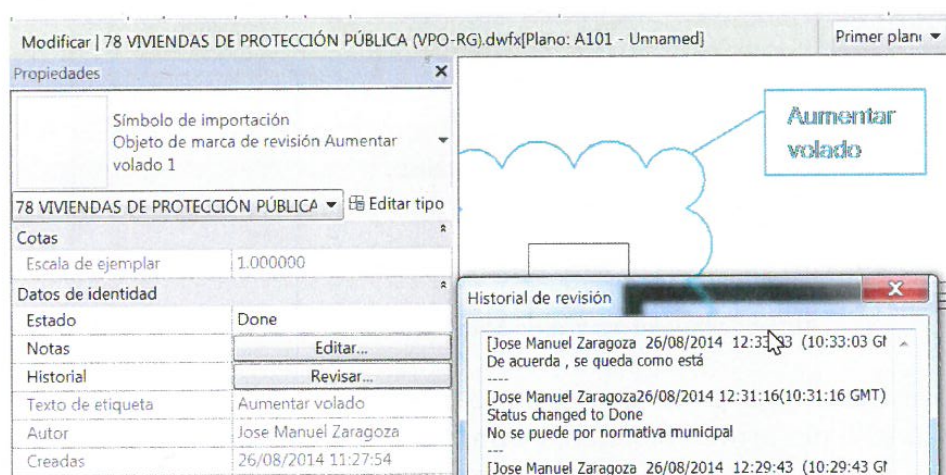 Modificar | 78 VIVIENDAS DE PROTECCIÓN PÚBLICA (VPO-RG).dwfx[Plano: A101 - Unnamed]
Primer plan
Propiedades
Símbolo de importación
Objeto de marca de revisión Aumentar
volado 1
78 VIVIENDAS DE PROTECCIÓN PÚBLICA
Editar tipo
Cotas
Escala de ejemplar 1.000000
Datos de identidad
Estado Done
Notas Editar...
Historial Revisar...
Texto de etiqueta Aumentar volado
Autor Jose Manuel Zaragoza
Creadas 26/08/2014 11:27:54
Aumentar
volado
Historial de revisión
[Jose Manuel Zaragoza 26/08/2014 12:33:03 (10:33:03 GM
De acuerda , se queda como está
----
[Jose Manuel Zaragoza26/08/2014 12:31:16(10:31:16 GMT)
Status changed to Done
No se puede por normativa municipal
---
[Jose Manuel Zaragoza 26/08/2014 12:29:43 (10:29:43 GM